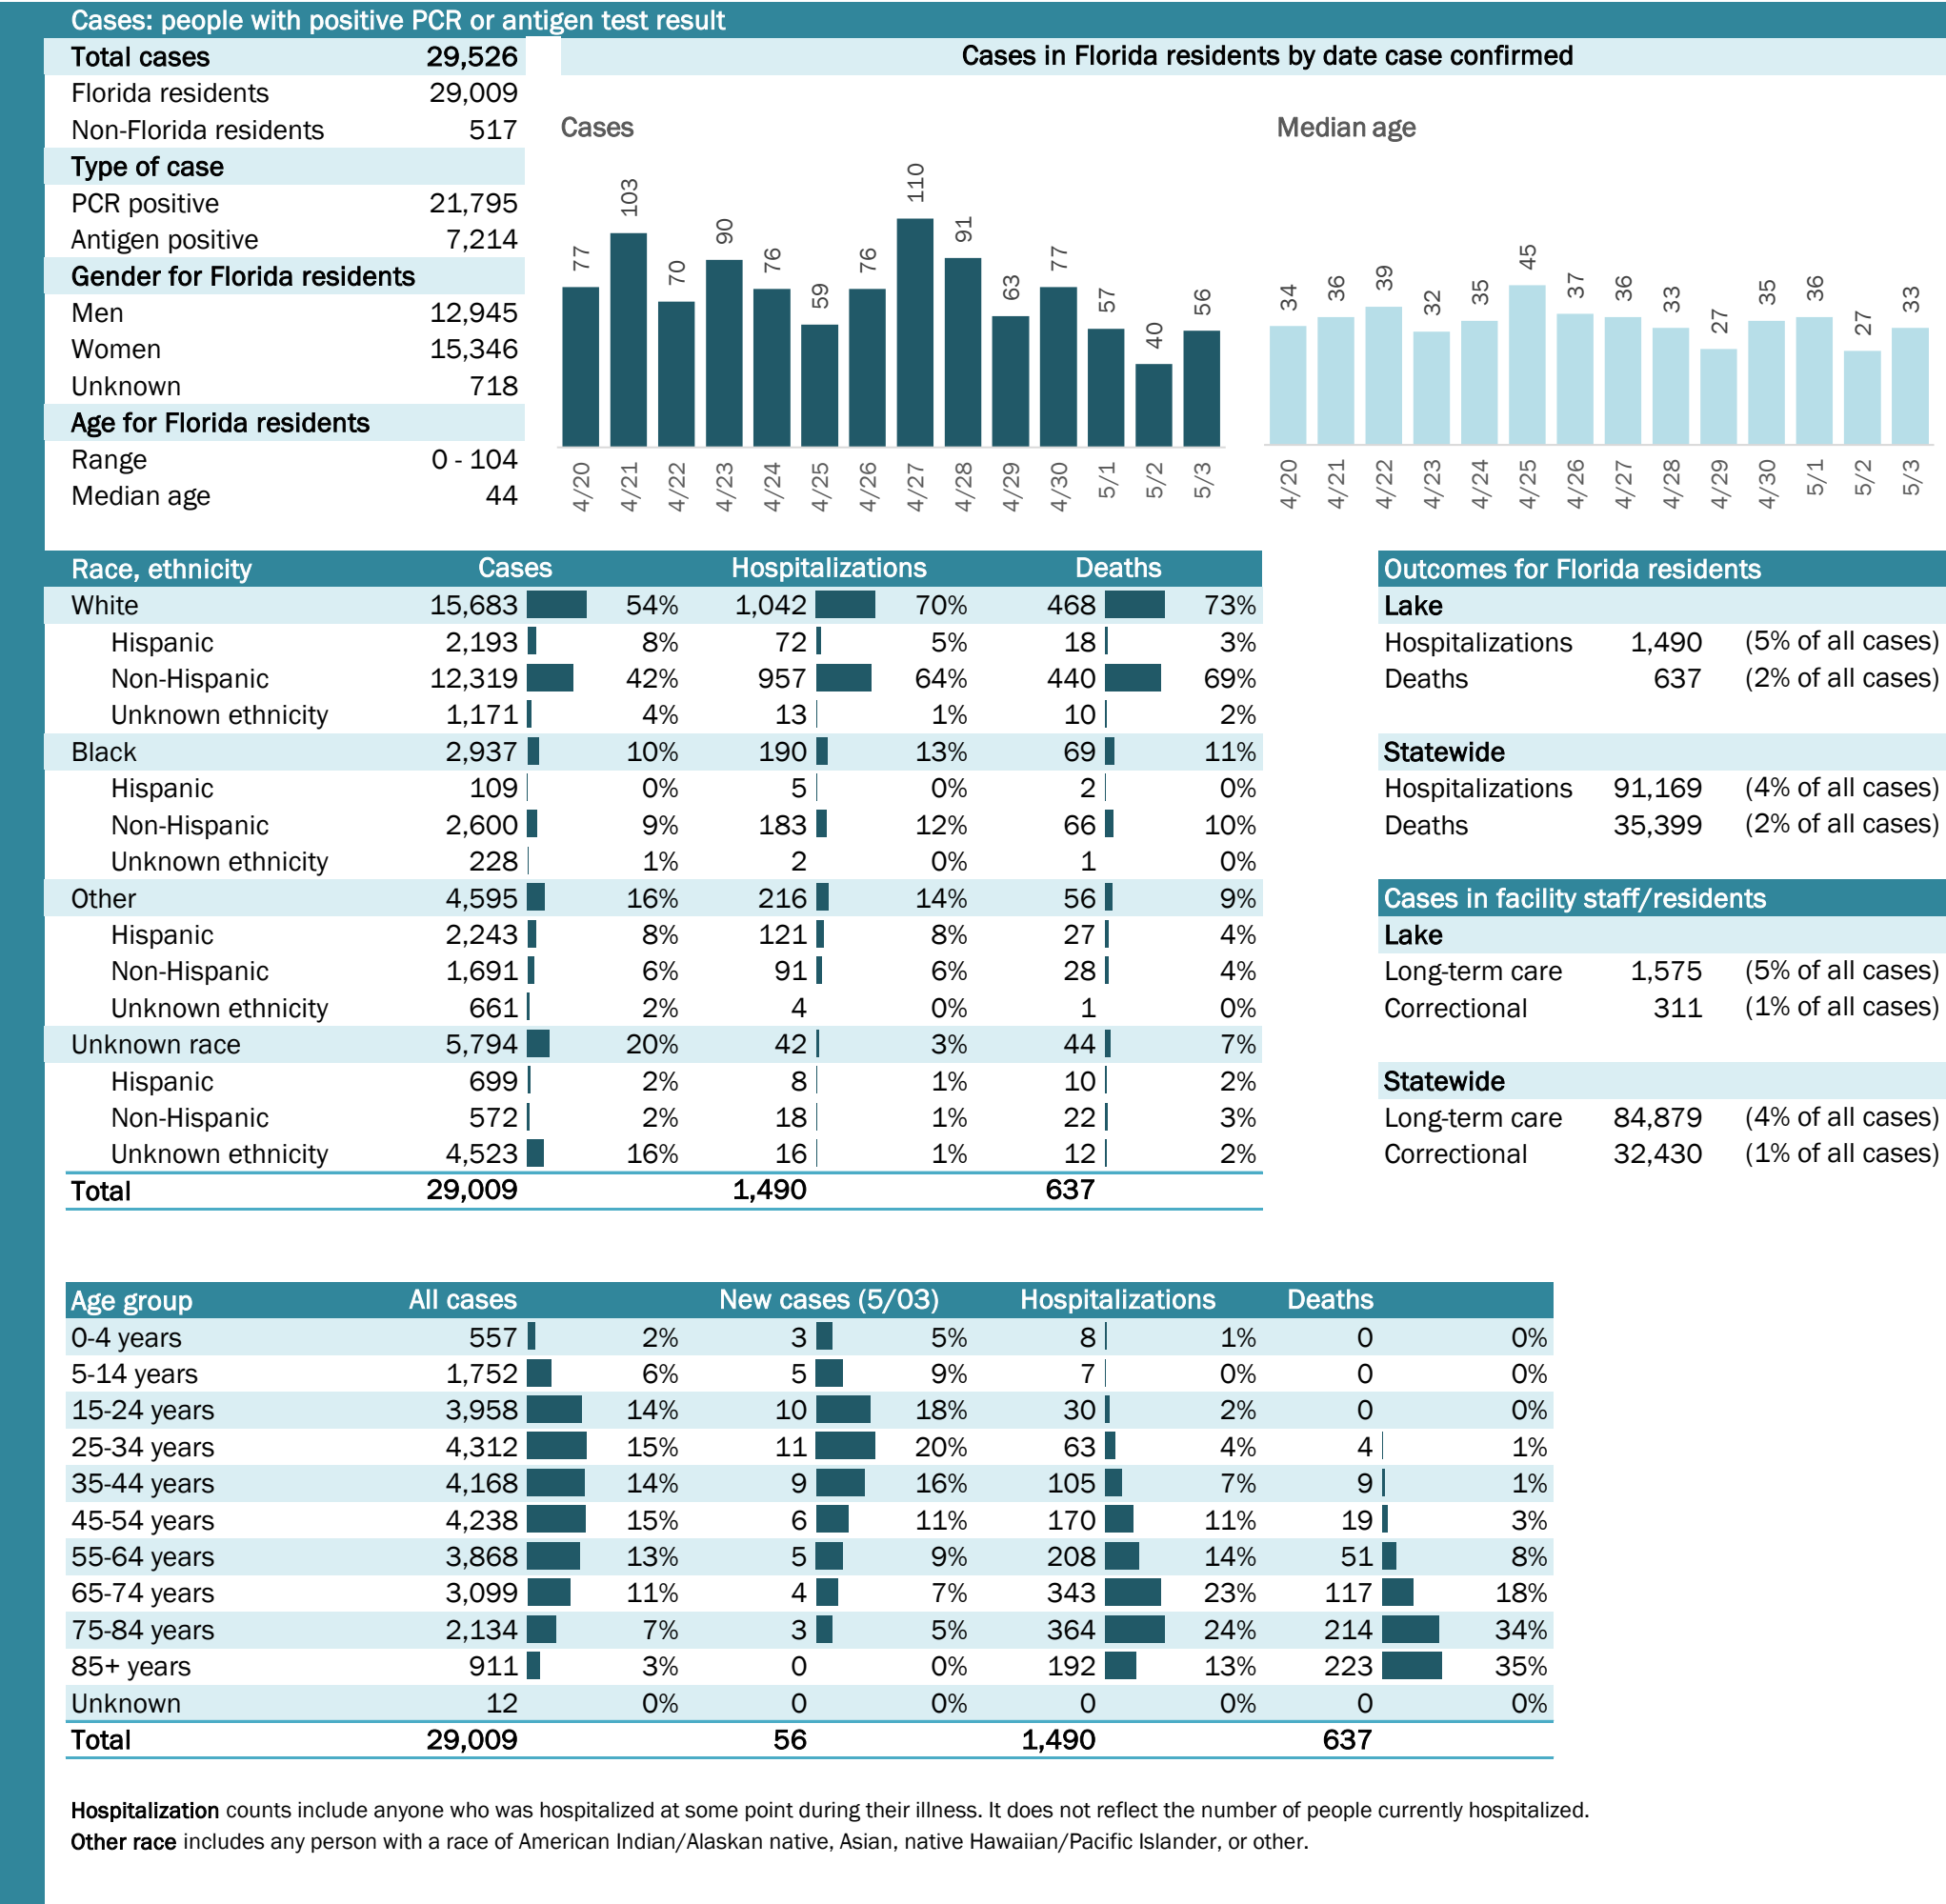 Cases: people with positive PCR or antigen test result
Total cases 29,526
Florida residents 29,009
Non-Florida residents 517
Type of case
PCR positive 21,795
Antigen positive 7,214
Gender for Florida residents
Men 12,945
Women 15,346
Unknown 718
Age for Florida residents
Range 0 - 104
Median age 44
Cases in Florida residents by date case confirmed
Cases
77 103 70 90 76 59 76 110 91 63 77 57 40 56
4/20 4/21 4/22 4/23 4/24 4/25 4/26 4/27 4/28 4/29 4/30 5/1 5/2 5/3
Median age
34 36 39 32 35 45 37 36 33 27 35 36 27 33
4/20 4/21 4/22 4/23 4/24 4/25 4/26 4/27 4/28 4/29 4/30 5/1 5/2 5/3
Race, ethnicity Cases Hospitalizations Deaths
White 15,683 54% 1,042 70% 468 73%
Hispanic 2,193 8% 72 5% 18 3%
Non-Hispanic 12,319 42% 957 64% 440 69%
Unknown ethnicity 1,171 4% 13 1% 10 2%
Black 2,937 10% 190 13% 69 11%
Hispanic 109 0% 5 0% 2 0%
Non-Hispanic 2,600 9% 183 12% 66 10%
Unknown ethnicity 228 1% 2 0% 1 0%
Other 4,595 16% 216 14% 56 9%
Hispanic 2,243 8% 121 8% 27 4%
Non-Hispanic 1,691 6% 91 6% 28 4%
Unknown ethnicity 661 2% 4 0% 1 0%
Unknown race 5,794 20% 42 3% 44 7%
Hispanic 699 2% 8 1% 10 2%
Non-Hispanic 572 2% 18 1% 22 3%
Unknown ethnicity 4,523 16% 16 1% 12 2%
Total 29,009 1,490 637
Outcomes for Florida residents
Lake
Hospitalizations 1,490 (5% of all cases)
Deaths 637 (2% of all cases)
Statewide
Hospitalizations 91,169 (4% of all cases)
Deaths 35,399 (2% of all cases)
Cases in facility staff/residents
Lake
Long-term care 1,575 (5% of all cases)
Correctional 311 (1% of all cases)
Statewide
Long-term care 84,879 (4% of all cases)
Correctional 32,430 (1% of all cases)
Age group All cases New cases (5/03) Hospitalizations Deaths
0-4 years 557 2% 3 5% 8 1% 0 0%
5-14 years 1,752 6% 5 9% 7 0% 0 0%
15-24 years 3,958 14% 10 18% 30 2% 0 0%
25-34 years 4,312 15% 11 20% 63 4% 4 1%
35-44 years 4,168 14% 9 16% 105 7% 9 1%
45-54 years 4,238 15% 6 11% 170 11% 19 3%
55-64 years 3,868 13% 5 9% 208 14% 51 8%
65-74 years 3,099 11% 4 7% 343 23% 117 18%
75-84 years 2,134 7% 3 5% 364 24% 214 34%
85+ years 911 3% 0 0% 192 13% 223 35%
Unknown 12 0% 0 0% 0 0% 0 0%
Total 29,009 56 1,490 637
Hospitalization counts include anyone who was hospitalized at some point during their illness. It does not reflect the number of people currently hospitalized.
Other race includes any person with a race of American Indian/Alaskan native, Asian, native Hawaiian/Pacific Islander, or other.